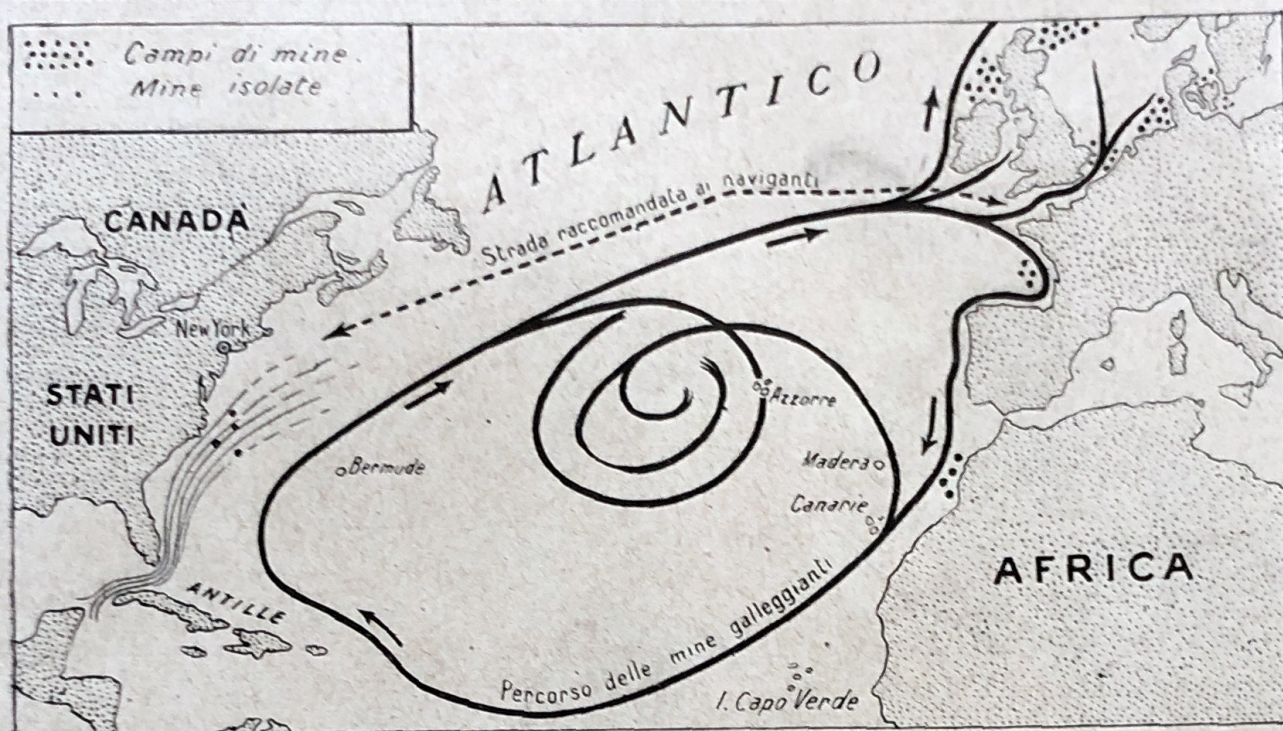 Campi di mine.
Mine isolate
ATLANTICO
CANADÀ
Strada raccomandata ai naviganti
New York
STATI
UNITI
Azzorre
Bermude
Madera
Canarie
AFRICA
ANTILLE
Percorso delle mine galleggianti
I. Capo Verde